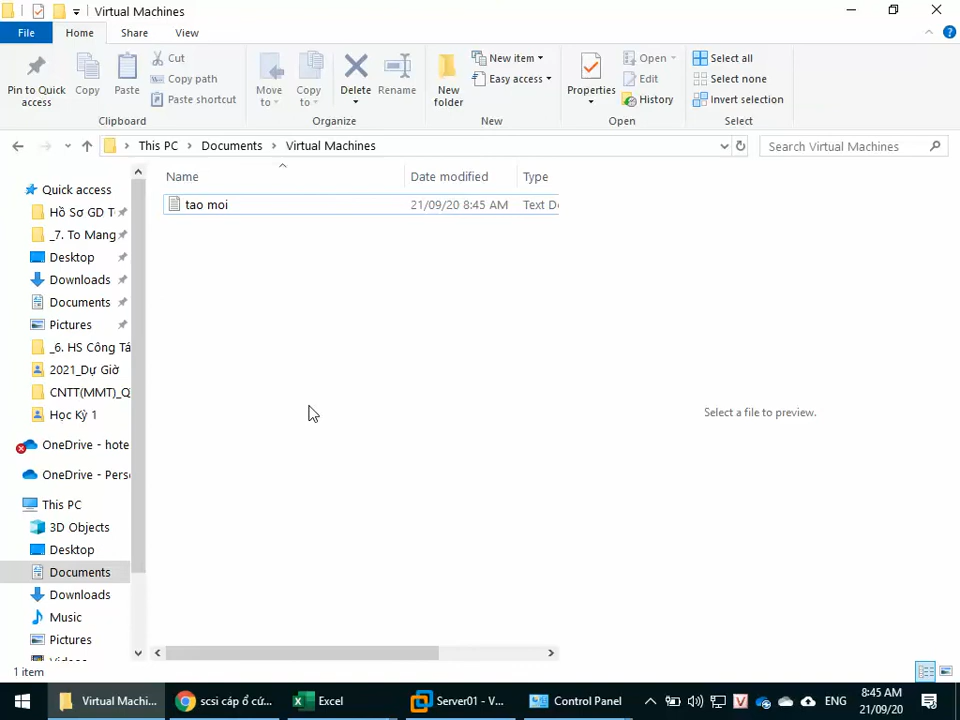 Virtual Machines
File Home Share View
Pin to Quick access
Copy
Paste
Cut
Copy path
Paste shortcut
Clipboard
Move to
Copy to
Delete
Rename
Organize
New folder
New item
Easy access
New
Properties
Open
Edit
History
Open
Select all
Select none
Invert selection
Select
This PC > Documents > Virtual Machines
Search Virtual Machines
Name Date modified Type
tao moi 21/09/20 8:45 AM Text D
Quick access
Hồ Sơ GD T
_7. To Mang
Desktop
Downloads
Documents
Pictures
_6. HS Công Tá
2021_Dự Giờ
CNTT(MMT)_Q
Học Kỳ 1
OneDrive - hote
OneDrive - Pers
This PC
3D Objects
Desktop
Documents
Downloads
Music
Pictures
Videos
Select a file to preview.
1 item
Virtual Machi...
scsi cáp ổ cứ...
Excel
Server01 - V...
Control Panel
ENG
8:45 AM
21/09/20